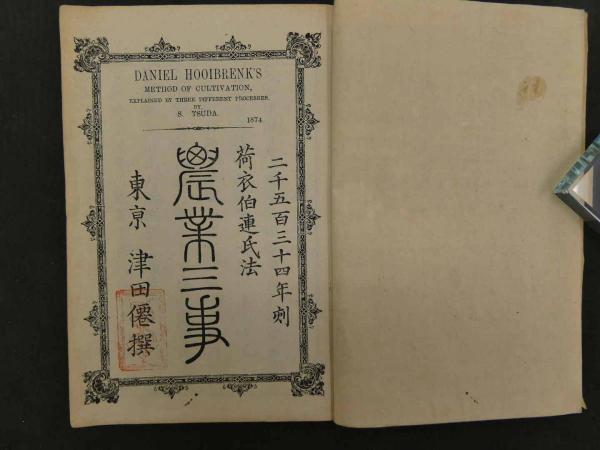 DANIEL HOOIBRENK'S
METHOD OF CULTIVATION,
EXPLAINED BY THREE DIFFERENT PROCESSES.
BY
S. TSUDA.
1874.
二千五百三十四年刻
荷衣伯連氏法
農業三事
東京 津田僊撰